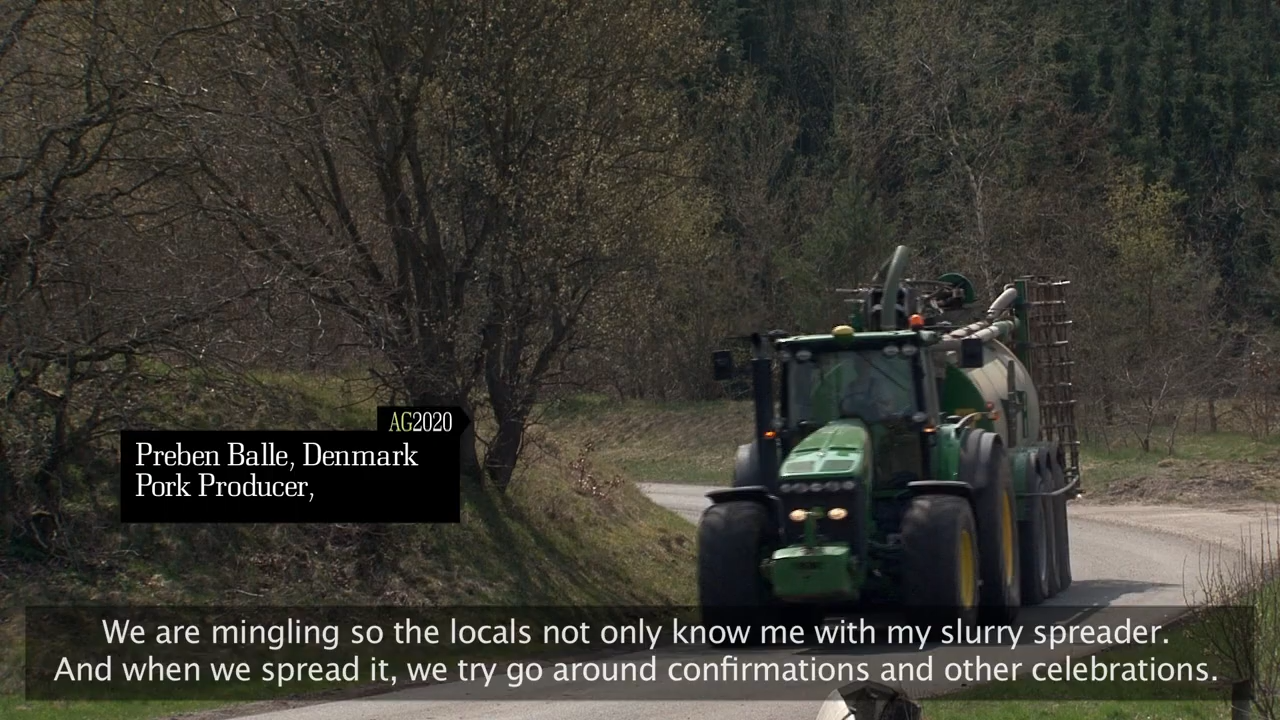 AG2020
Preben Balle, Denmark
Pork Producer,
We are mingling so the locals not only know me with my slurry spreader.
And when we spread it, we try go around confirmations and other celebrations.